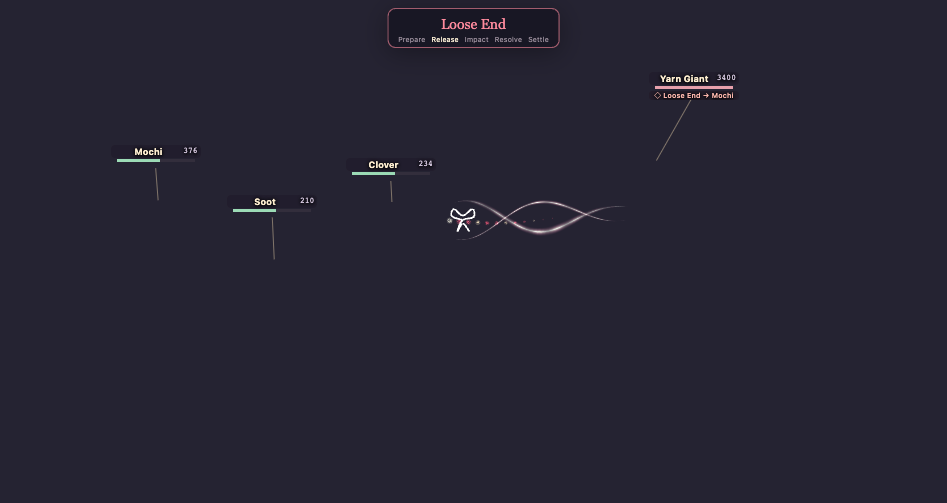 Loose End
Prepare Release Impact Resolve Settle
Yarn Giant 3400
◇ Loose End → Mochi
Mochi 376
Clover 234
Soot 210